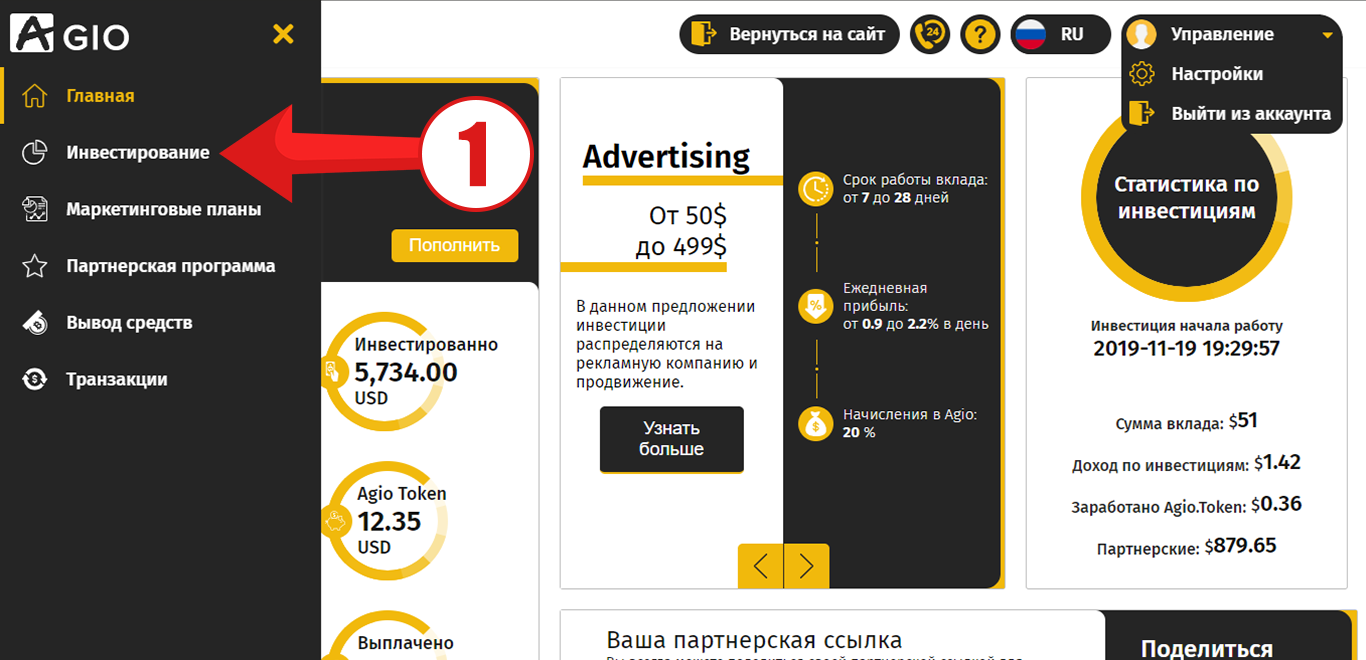 AGIO
Главная
Инвестирование
1
Маркетинговые планы
Партнерская программа
Вывод средств
Транзакции
Вернуться на сайт
24
?
RU
Управление
Настройки
Выйти из аккаунта
Пополнить
Инвестированно
5,734.00
USD
Agio Token
12.35
USD
Выплачено
Advertising
От 50$
до 499$
В данном предложении
инвестиции
распределяются на
рекламную компанию и
продвижение.
Узнать
больше
Срок работы вклада:
от 7 до 28 дней
%
Ежедневная
прибыль:
от 0.9 до 2.2% в день
$
Начисления в Agio:
20 %
Статистика по
инвестициям
Инвестиция начала работу
2019-11-19 19:29:57
Сумма вклада: $51
Доход по инвестициям: $1.42
Заработано Agio.Token: $0.36
Партнерские: $879.65
Ваша партнерская ссылка
Поделиться